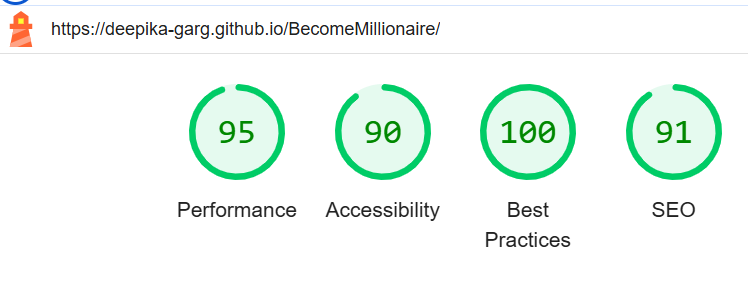 https://deepika-garg.github.io/BecomeMillionaire/
95 90 100 91
Performance Accessibility Best Practices SEO